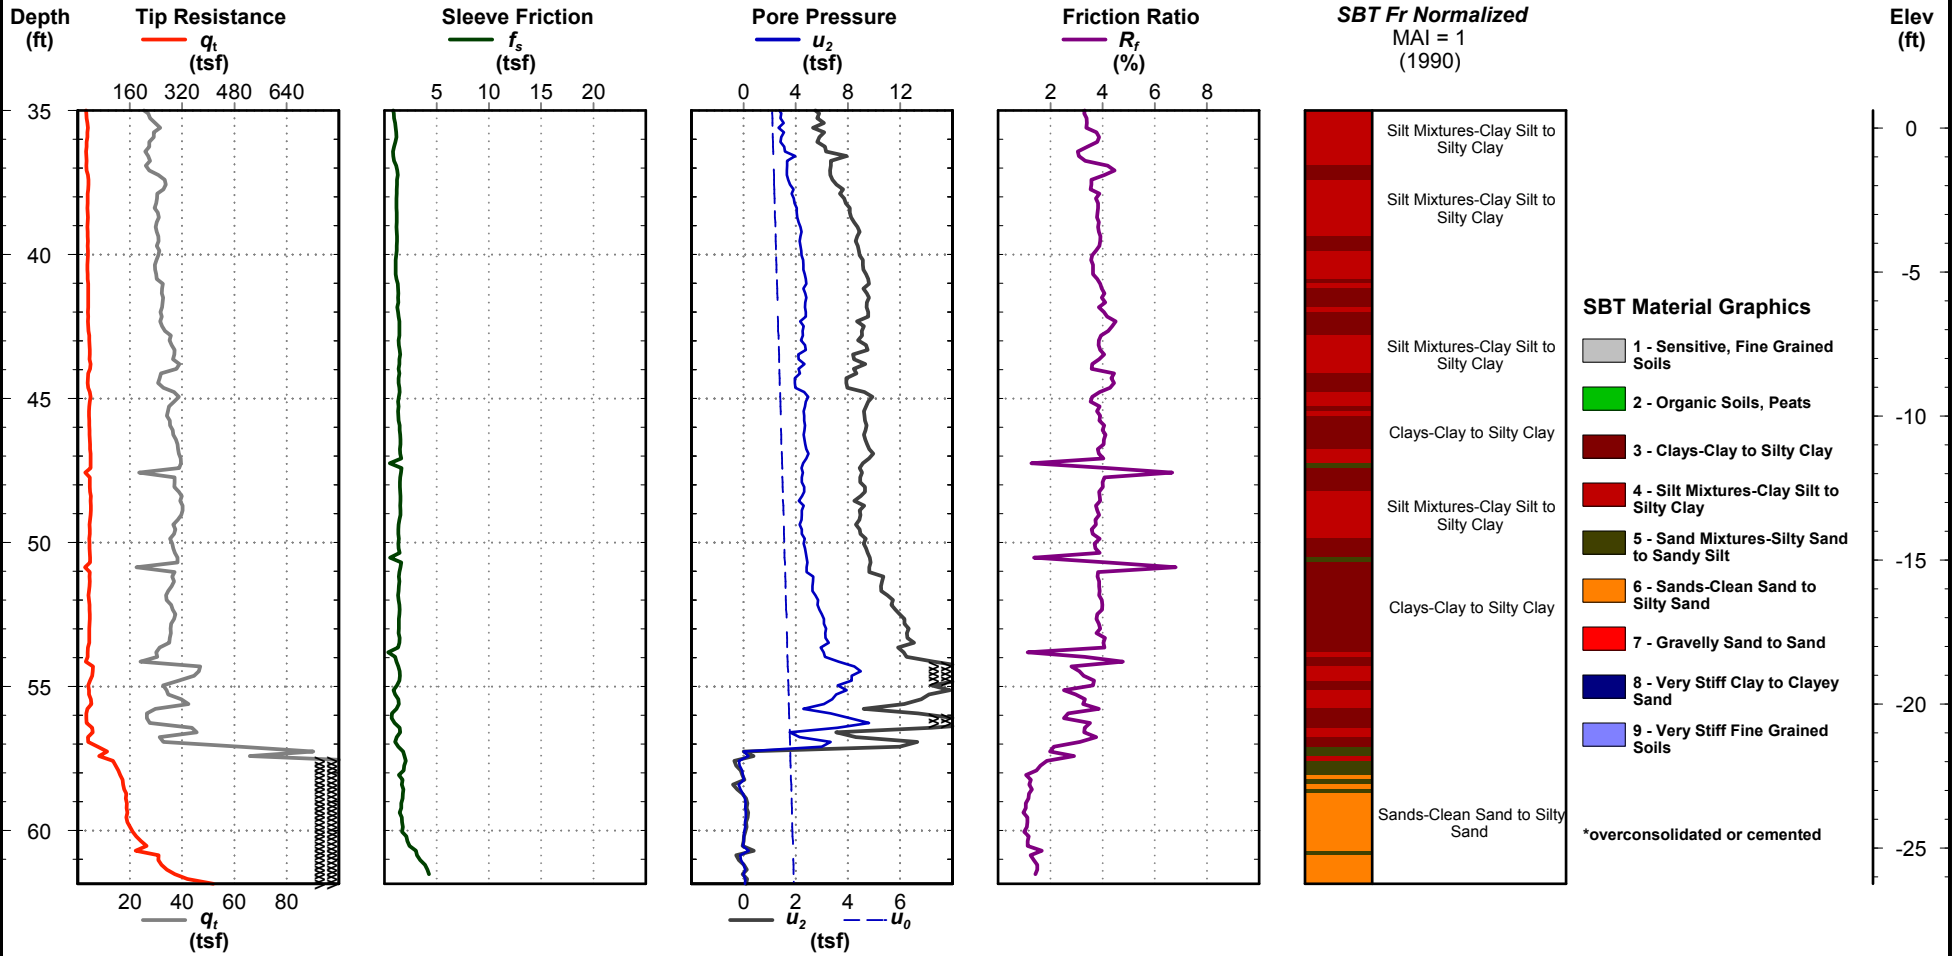 Depth
(ft)
Tip Resistance
qt
(tsf)
160 320 480 640
Sleeve Friction
fs
(tsf)
5 10 15 20
Pore Pressure
u2
(tsf)
0 4 8 12
Friction Ratio
Rf
(%)
2 4 6 8
SBT Fr Normalized
MAI = 1
(1990)
Elev
(ft)
35
40
45
50
55
60
Silt Mixtures-Clay Silt to
Silty Clay
Silt Mixtures-Clay Silt to
Silty Clay
Silt Mixtures-Clay Silt to
Silty Clay
Clays-Clay to Silty Clay
Silt Mixtures-Clay Silt to
Silty Clay
Clays-Clay to Silty Clay
Sands-Clean Sand to Silty
Sand
SBT Material Graphics
1 - Sensitive, Fine Grained
Soils
2 - Organic Soils, Peats
3 - Clays-Clay to Silty Clay
4 - Silt Mixtures-Clay Silt to
Silty Clay
5 - Sand Mixtures-Silty Sand
to Sandy Silt
6 - Sands-Clean Sand to
Silty Sand
7 - Gravelly Sand to Sand
8 - Very Stiff Clay to Clayey
Sand
9 - Very Stiff Fine Grained
Soils
*overconsolidated or cemented
0
-5
-10
-15
-20
-25
20 40 60 80
qt
(tsf)
0 2 4 6
u2 u0
(tsf)